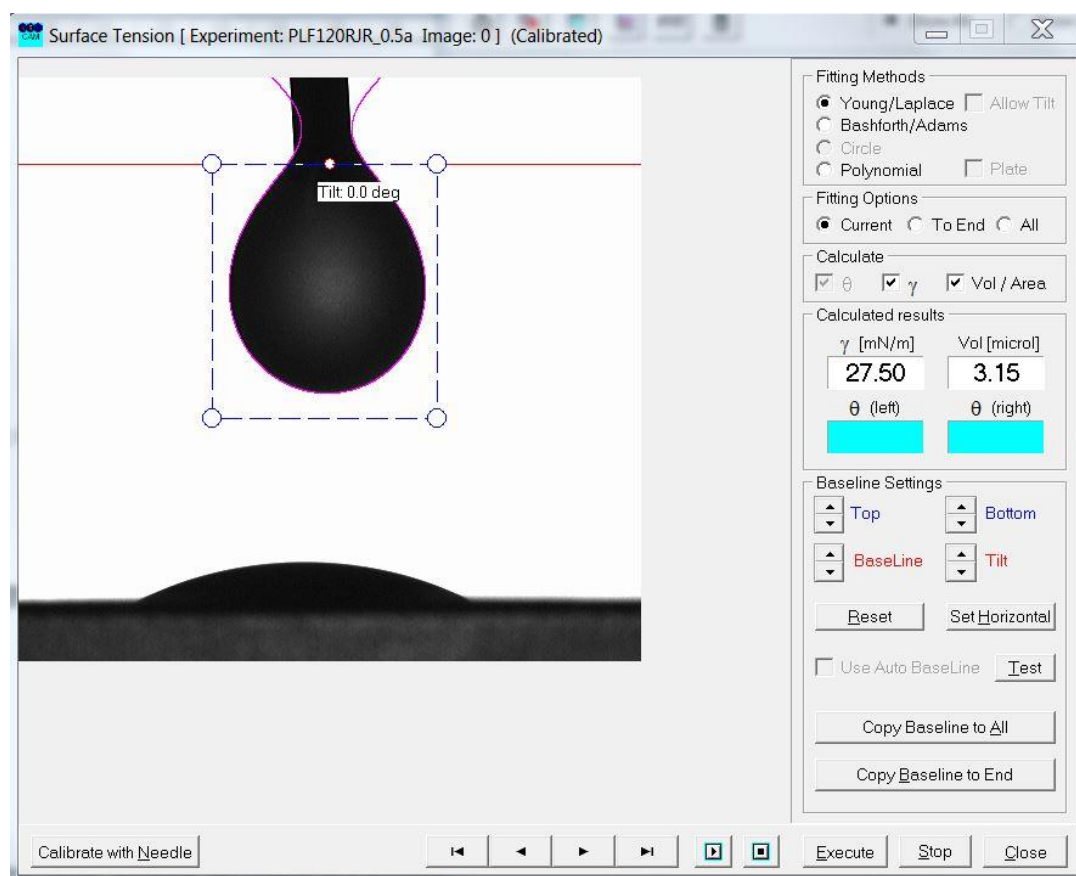 Surface Tension [ Experiment: PLF120RJR_0.5a Image: 0 ] (Calibrated)
Tilt: 0.0 deg
Fitting Methods
Young/Laplace Allow Tilt
Bashforth/Adams
Circle
Polynomial Plate
Fitting Options
Current To End All
Calculate
θ γ Vol / Area
Calculated results
γ [mN/m] Vol [microl]
27.50 3.15
θ (left) θ (right)
Baseline Settings
Top Bottom
BaseLine Tilt
Reset Set Horizontal
Use Auto BaseLine Test
Copy Baseline to All
Copy Baseline to End
Calibrate with Needle Execute Stop Close